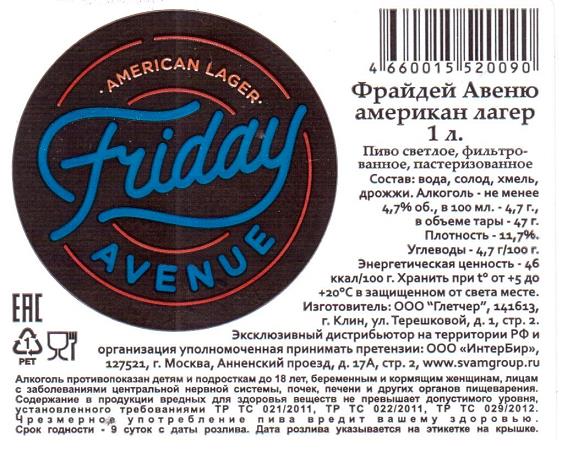 AMERICAN LAGER
Friday
AVENUE
4 660015 520090
Фрайдей Авеню
американ лагер
1 л.
Пиво светлое, фильтро-
ванное, пастеризованное
Состав: вода, солод, хмель,
дрожжи. Алкоголь - не менее
4,7% об., в 100 мл. - 4,7 г.,
в объеме тары - 47 г.
Плотность - 11,7%.
Углеводы - 4,7 г/100 г.
Энергетическая ценность - 46
ккал/100 г. Хранить при t° от +5 до
+20°С в защищенном от света месте.
Изготовитель: ООО "Глетчер", 141613,
г. Клин, ул. Терешковой, д. 1, стр. 2.
Эксклюзивный дистрибьютор на территории РФ и
организация уполномоченная принимать претензии: ООО «ИнтерБир»,
127521, г. Москва, Анненский проезд, д. 17А, стр. 2, www.svamgroup.ru
EAC
1
PET
Алкоголь противопоказан детям и подросткам до 18 лет, беременным и кормящим женщинам, лицам
с заболеваниями центральной нервной системы, почек, печени и других органов пищеварения.
Содержание в продукции вредных для здоровья веществ не превышает допустимого уровня,
установленного требованиями ТР ТС 021/2011, ТР ТС 022/2011, ТР ТС 029/2012.
Чрезмерное употребление пива вредит вашему здоровью.
Срок годности - 9 суток с даты розлива. Дата розлива указывается на этикетке на крышке.